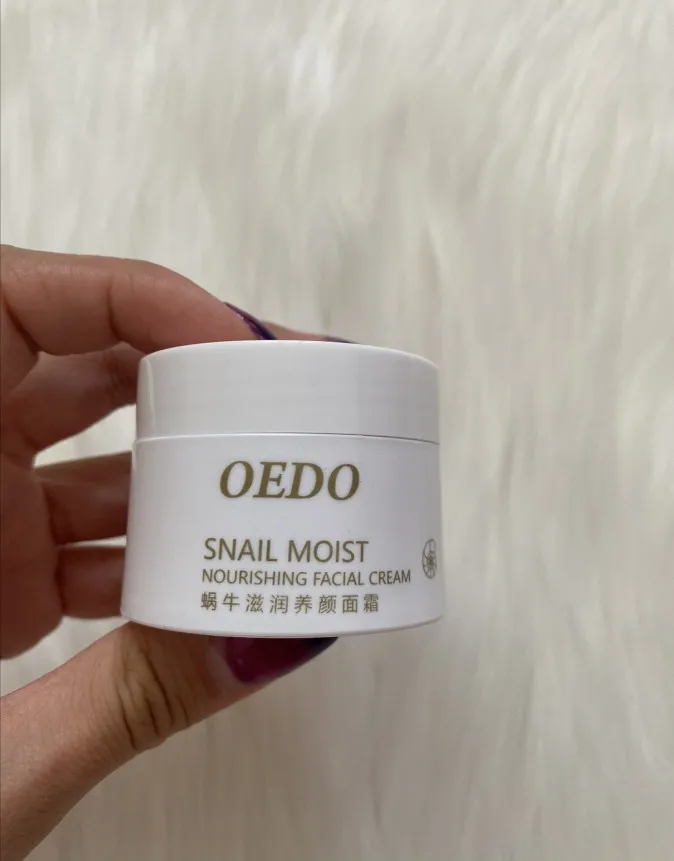 OEDO
SNAIL MOIST
NOURISHING FACIAL CREAM
蜗牛滋润养颜面霜